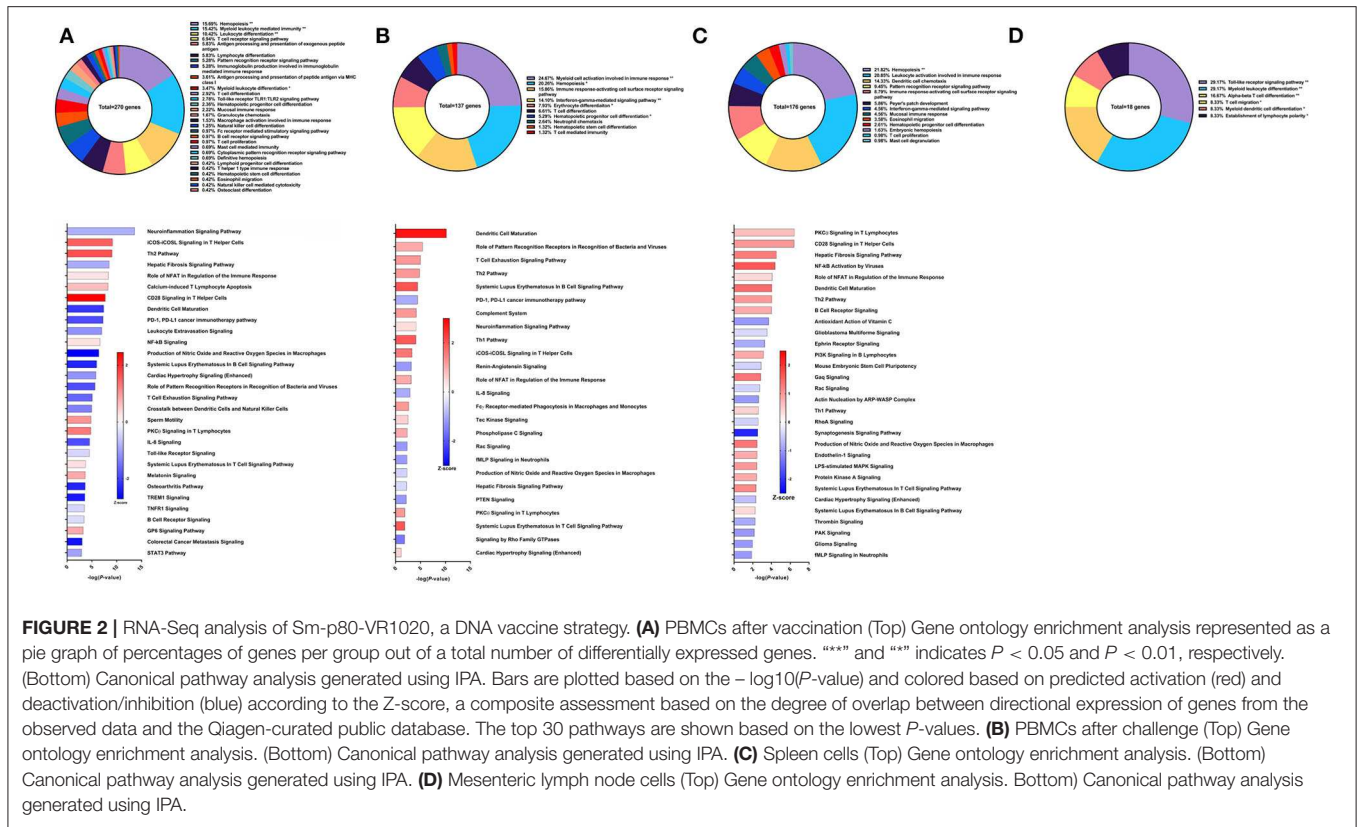 A
15.69% Hemopoiesis **
15.42% Myeloid leukocyte mediated immunity **
10.42% Leukocyte differentiation **
6.94% T cell receptor signaling pathway
5.83% Antigen processing and presentation of exogenous peptide
antigen
5.83% Lymphocyte differentiation
5.28% Pattern recognition receptor signaling pathway
5.28% Immunoglobulin production involved in immunoglobulin
mediated immune response
3.61% Antigen processing and presentation of peptide antigen via MHC
class I
3.47% Myeloid leukocyte differentiation *
2.92% T cell differentiation
2.78% Toll-like receptor TLR1:TLR2 signaling pathway
2.36% Hematopoietic progenitor cell differentiation
2.22% Mucosal immune response
1.67% Granulocyte chemotaxis
1.53% Macrophage activation involved in immune response
1.25% Natural killer cell differentiation
0.97% Fc receptor mediated stimulatory signaling pathway
0.97% B cell receptor signaling pathway
0.97% T cell proliferation
0.69% Mast cell mediated immunity
0.69% Cytoplasmic pattern recognition receptor signaling pathway
0.69% Definitive hemopoiesis
0.42% Lymphoid progenitor cell differentiation
0.42% T helper 1 type immune response
0.42% Hematopoietic stem cell differentiation
0.42% Eosinophil migration
0.42% Natural killer cell mediated cytotoxicity
0.42% Osteoclast differentiation
Total=270 genes
B
24.67% Myeloid cell activation involved in immune response **
20.26% Hemopoiesis *
15.86% Immune response-activating cell surface receptor signaling
pathway
14.10% Interferon-gamma-mediated signaling pathway **
7.93% Erythrocyte differentiation *
6.61% T cell differentiation
5.29% Hematopoietic progenitor cell differentiation *
2.64% Neutrophil chemotaxis
1.32% Hematopoietic stem cell differentiation
1.32% T cell mediated immunity
Total=137 genes
C
21.82% Hemopoiesis **
20.85% Leukocyte activation involved in immune response
14.33% Dendritic cell chemotaxis
9.45% Pattern recognition receptor signaling pathway
8.79% Immune response-activating cell surface receptor signaling
pathway
5.86% Peyer's patch development
4.56% Interferon-gamma-mediated signaling pathway
4.56% Mucosal immune response
3.58% Eosinophil migration
2.61% Hematopoietic progenitor cell differentiation
1.63% Embryonic hemopoiesis
0.98% T cell proliferation
0.98% Mast cell degranulation
Total=176 genes
D
29.17% Toll-like receptor signaling pathway **
29.17% Myeloid leukocyte differentiation **
16.67% Alpha-beta T cell differentiation **
8.33% T cell migration *
8.33% Myeloid dendritic cell differentiation *
8.33% Establishment of lymphocyte polarity *
Total=18 genes
Neuroinflammation Signaling Pathway
iCOS-iCOSL Signaling in T Helper Cells
Th2 Pathway
Hepatic Fibrosis Signaling Pathway
Role of NFAT in Regulation of the Immune Response
Calcium-induced T Lymphocyte Apoptosis
CD28 Signaling in T Helper Cells
Dendritic Cell Maturation
PD-1, PD-L1 cancer immunotherapy pathway
Leukocyte Extravasation Signaling
NF-kB Signaling
Production of Nitric Oxide and Reactive Oxygen Species in Macrophages
Systemic Lupus Erythematosus In B Cell Signaling Pathway
Cardiac Hypertrophy Signaling (Enhanced)
Role of Pattern Recognition Receptors in Recognition of Bacteria and Viruses
T Cell Exhaustion Signaling Pathway
Crosstalk between Dendritic Cells and Natural Killer Cells
Sperm Motility
PKCθ Signaling in T Lymphocytes
IL-8 Signaling
Toll-like Receptor Signaling
Systemic Lupus Erythematosus In T Cell Signaling Pathway
Melatonin Signaling
Osteoarthritis Pathway
TREM1 Signaling
TNFR1 Signaling
B Cell Receptor Signaling
GP6 Signaling Pathway
Colorectal Cancer Metastasis Signaling
STAT3 Pathway
2
0
-2
Z-score
0 5 10 15
-log(P-value)
Dendritic Cell Maturation
Role of Pattern Recognition Receptors in Recognition of Bacteria and Viruses
T Cell Exhaustion Signaling Pathway
Th2 Pathway
Systemic Lupus Erythematosus In B Cell Signaling Pathway
PD-1, PD-L1 cancer immunotherapy pathway
Complement System
Neuroinflammation Signaling Pathway
Th1 Pathway
iCOS-iCOSL Signaling in T Helper Cells
Renin-Angiotensin Signaling
Role of NFAT in Regulation of the Immune Response
IL-8 Signaling
Fcγ Receptor-mediated Phagocytosis in Macrophages and Monocytes
Tec Kinase Signaling
Phospholipase C Signaling
Rac Signaling
fMLP Signaling in Neutrophils
Production of Nitric Oxide and Reactive Oxygen Species in Macrophages
Hepatic Fibrosis Signaling Pathway
PTEN Signaling
PKCθ Signaling in T Lymphocytes
Systemic Lupus Erythematosus In T Cell Signaling Pathway
Signaling by Rho Family GTPases
Cardiac Hypertrophy Signaling (Enhanced)
2
0
-2
Z-score
0 5 10 15
-log(P-value)
PKCθ Signaling in T Lymphocytes
CD28 Signaling in T Helper Cells
Hepatic Fibrosis Signaling Pathway
NF-kB Activation by Viruses
Role of NFAT in Regulation of the Immune Response
Dendritic Cell Maturation
Th2 Pathway
B Cell Receptor Signaling
Antioxidant Action of Vitamin C
Glioblastoma Multiforme Signaling
Ephrin Receptor Signaling
PI3K Signaling in B Lymphocytes
Mouse Embryonic Stem Cell Pluripotency
Gαq Signaling
Rac Signaling
Actin Nucleation by ARP-WASP Complex
Th1 Pathway
RhoA Signaling
Synaptogenesis Signaling Pathway
Production of Nitric Oxide and Reactive Oxygen Species in Macrophages
Endothelin-1 Signaling
LPS-stimulated MAPK Signaling
Protein Kinase A Signaling
Systemic Lupus Erythematosus In T Cell Signaling Pathway
Cardiac Hypertrophy Signaling (Enhanced)
Systemic Lupus Erythematosus In B Cell Signaling Pathway
Thrombin Signaling
PAK Signaling
Glioma Signaling
fMLP Signaling in Neutrophils
Z-score
0 2 4 6 8
-log(P-value)
FIGURE 2 | RNA-Seq analysis of Sm-p80-VR1020, a DNA vaccine strategy. (A) PBMCs after vaccination (Top) Gene ontology enrichment analysis represented as a
pie graph of percentages of genes per group out of a total number of differentially expressed genes. “**” and “*” indicates P < 0.05 and P < 0.01, respectively.
(Bottom) Canonical pathway analysis generated using IPA. Bars are plotted based on the – log10(P-value) and colored based on predicted activation (red) and
deactivation/inhibition (blue) according to the Z-score, a composite assessment based on the degree of overlap between directional expression of genes from the
observed data and the Qiagen-curated public database. The top 30 pathways are shown based on the lowest P-values. (B) PBMCs after challenge (Top) Gene
ontology enrichment analysis. (Bottom) Canonical pathway analysis generated using IPA. (C) Spleen cells (Top) Gene ontology enrichment analysis. (Bottom)
Canonical pathway analysis generated using IPA. (D) Mesenteric lymph node cells (Top) Gene ontology enrichment analysis. Bottom) Canonical pathway analysis
generated using IPA.